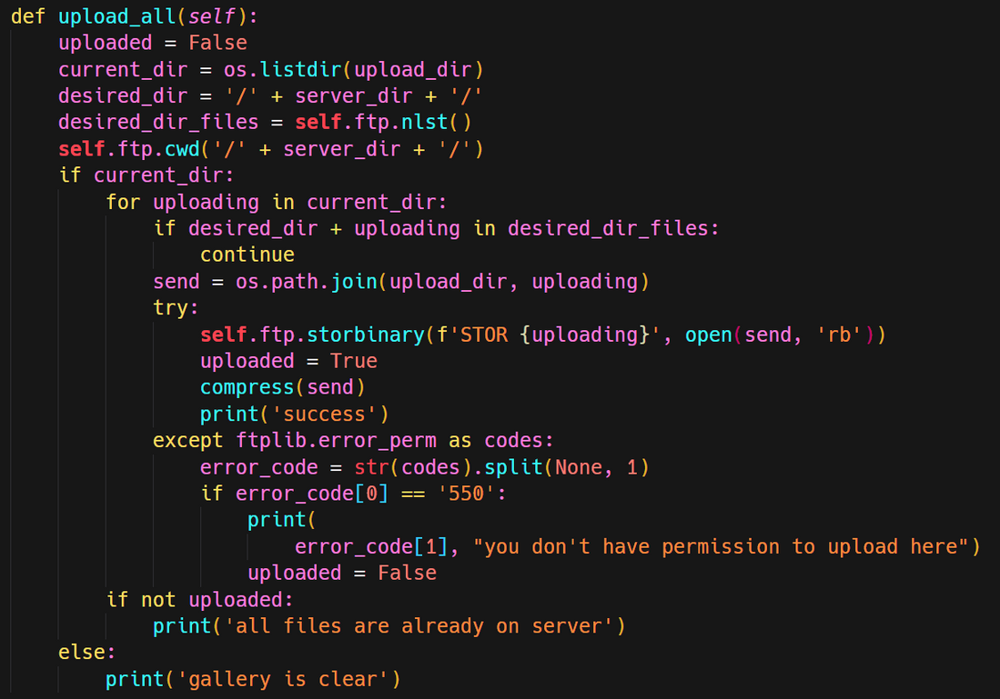 def upload_all(self):
    uploaded = False
    current_dir = os.listdir(upload_dir)
    desired_dir = '/' + server_dir + '/'
    desired_dir_files = self.ftp.nlst()
    self.ftp.cwd('/' + server_dir + '/')
    if current_dir:
        for uploading in current_dir:
            if desired_dir + uploading in desired_dir_files:
                continue
            send = os.path.join(upload_dir, uploading)
            try:
                self.ftp.storbinary(f'STOR {uploading}', open(send, 'rb'))
                uploaded = True
                compress(send)
                print('success')
            except ftplib.error_perm as codes:
                error_code = str(codes).split(None, 1)
                if error_code[0] == '550':
                    print(
                        error_code[1], "you don't have permission to upload here")
                    uploaded = False
        if not uploaded:
            print('all files are already on server')
    else:
        print('gallery is clear')